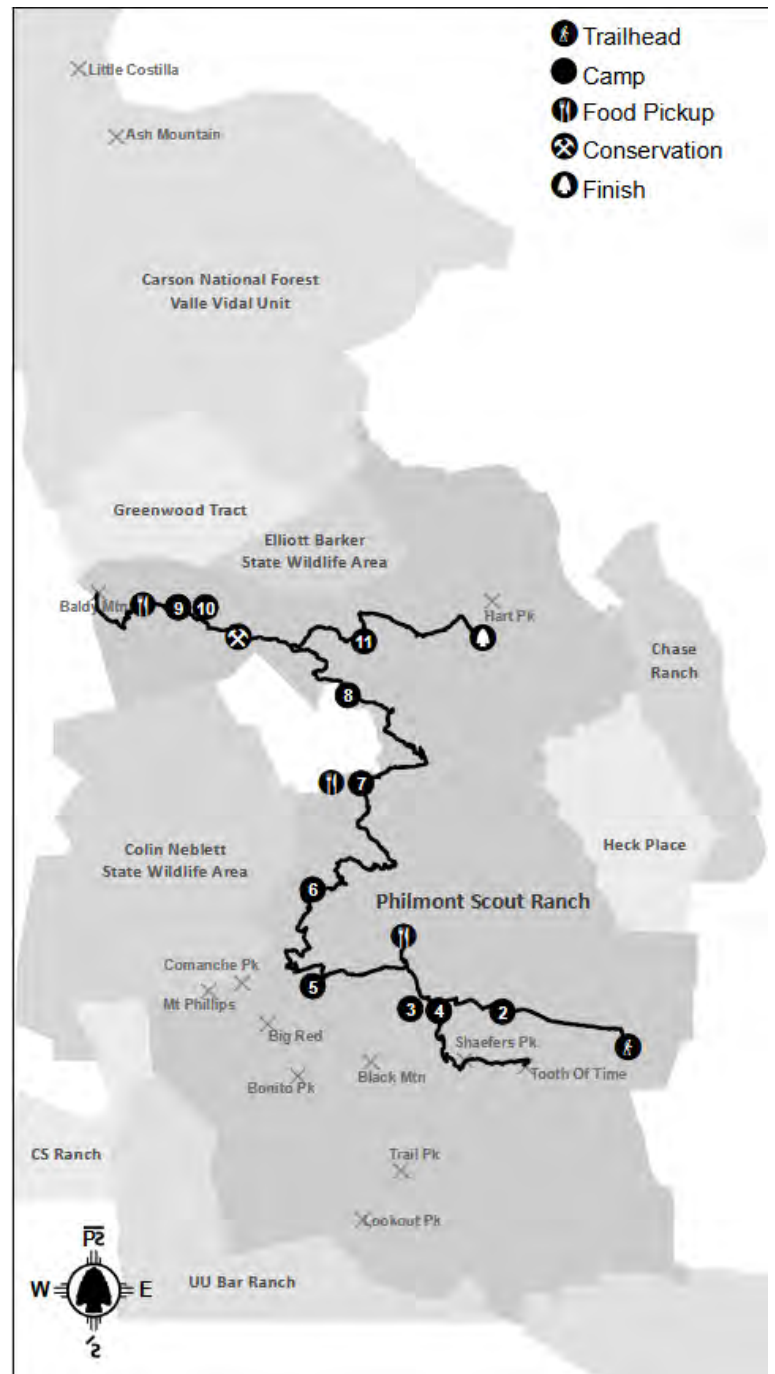 Trailhead
Camp
Food Pickup
Conservation
Finish
Little Costilla
Ash Mountain
Carson National Forest
Valle Vidal Unit
Greenwood Tract
Elliott Barker
State Wildlife Area
Baldy Mtn
9
10
Hart Pk
11
Chase
Ranch
8
7
Colin Neblett
State Wildlife Area
Heck Place
6
Philmont Scout Ranch
Comanche Pk
5
Mt Phillips
3
4
2
Big Red
Shaefers Pk
Black Mtn
Tooth Of Time
Bonito Pk
CS Ranch
Trail Pk
Lookout Pk
W
E
UU Bar Ranch